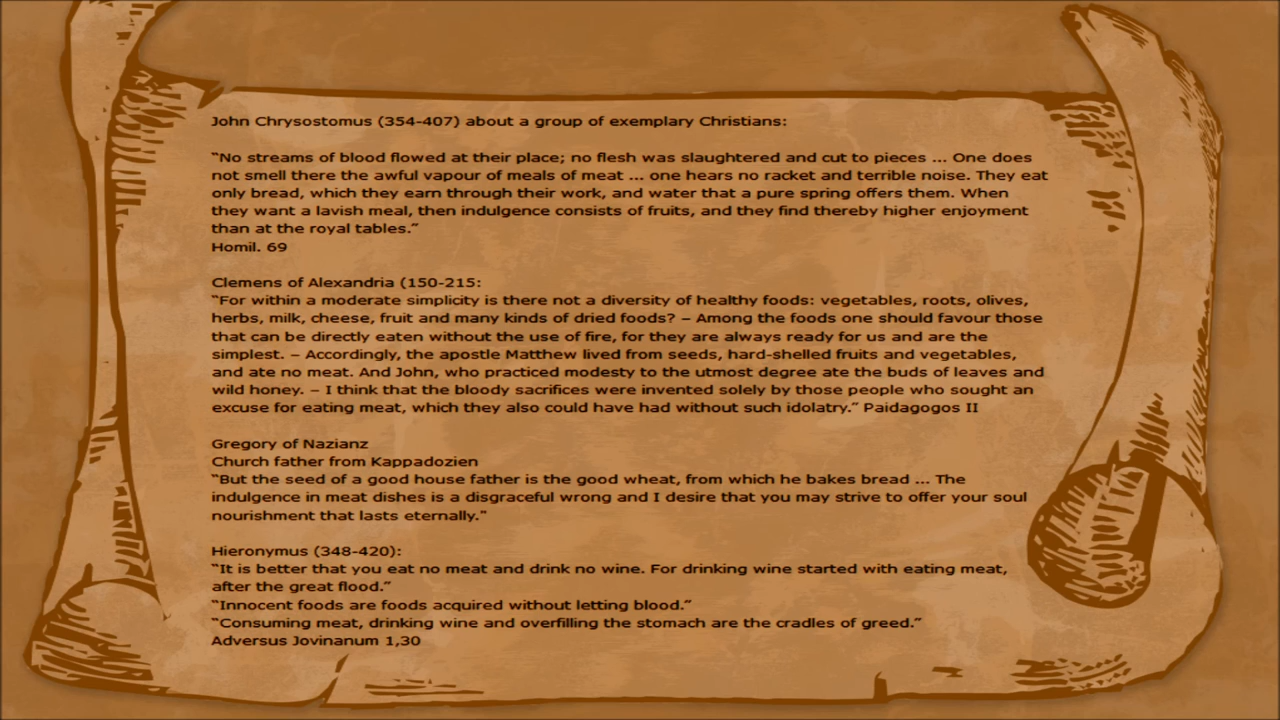 John Chrysostomus (354-407) about a group of exemplary Christians:
“No streams of blood flowed at their place; no flesh was slaughtered and cut to pieces ... One does
not smell there the awful vapour of meals of meat ... one hears no racket and terrible noise. They eat
only bread, which they earn through their work, and water that a pure spring offers them. When
they want a lavish meal, then indulgence consists of fruits, and they find thereby higher enjoyment
than at the royal tables.”
Homil. 69
Clemens of Alexandria (150-215:
“For within a moderate simplicity is there not a diversity of healthy foods: vegetables, roots, olives,
herbs, milk, cheese, fruit and many kinds of dried foods? – Among the foods one should favour those
that can be directly eaten without the use of fire, for they are always ready for us and are the
simplest. – Accordingly, the apostle Matthew lived from seeds, hard-shelled fruits and vegetables,
and ate no meat. And John, who practiced modesty to the utmost degree ate the buds of leaves and
wild honey. – I think that the bloody sacrifices were invented solely by those people who sought an
excuse for eating meat, which they also could have had without such idolatry.” Paidagogos II
Gregory of Nazianz
Church father from Kappadozien
“But the seed of a good house father is the good wheat, from which he bakes bread ... The
indulgence in meat dishes is a disgraceful wrong and I desire that you may strive to offer your soul
nourishment that lasts eternally.”
Hieronymus (348-420):
“It is better that you eat no meat and drink no wine. For drinking wine started with eating meat,
after the great flood.”
“Innocent foods are foods acquired without letting blood.”
“Consuming meat, drinking wine and overfilling the stomach are the cradles of greed.”
Adversus Jovinanum 1,30